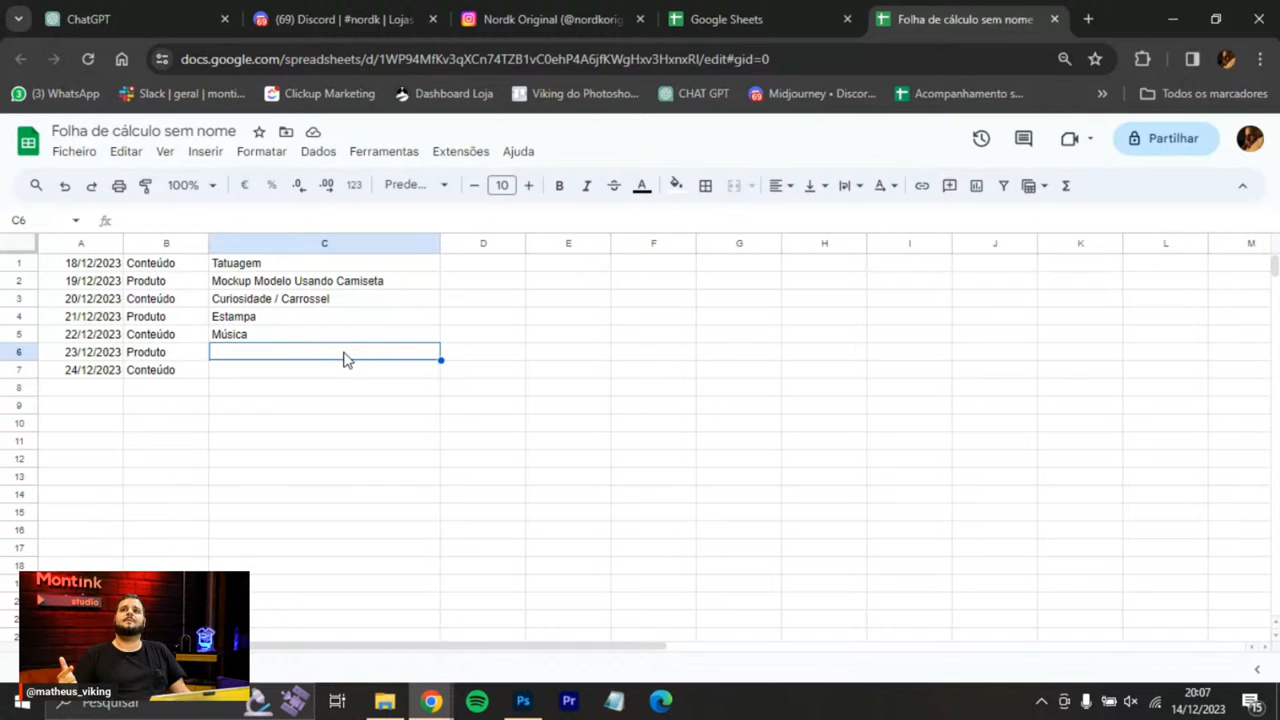 ChatGPT
(69) Discord | #nordk | Lojas
Nordk Original (@nordkorig
Google Sheets
Folha de cálculo sem nome
docs.google.com/spreadsheets/d/1WP94MfKv3qXCn74TZB1vC0ehP4A6jfKWgHxv3HxnxRI/edit#gid=0
(3) WhatsApp
Slack | geral | monti...
Clickup Marketing
Dashboard Loja
Viking do Photosho...
CHAT GPT
Midjourney – Discor...
Acompanhamento s...
Todos os marcadores
Folha de cálculo sem nome
Partilhar
Ficheiro Editar Ver Inserir Formatar Dados Ferramentas Extensões Ajuda
100% € % .0 .00 123 Prede... − 10 + B I A
C6
A B C D E F G H I J K L M
1 18/12/2023 Conteúdo Tatuagem
2 19/12/2023 Produto Mockup Modelo Usando Camiseta
3 20/12/2023 Conteúdo Curiosidade / Carrossel
4 21/12/2023 Produto Estampa
5 22/12/2023 Conteúdo Música
6 23/12/2023 Produto
7 24/12/2023 Conteúdo
8
9
10
11
12
13
14
15
16
17
18
Montink
studio
@matheus_viking
Pesquisar
Ps
Pr
20:07
14/12/2023
15